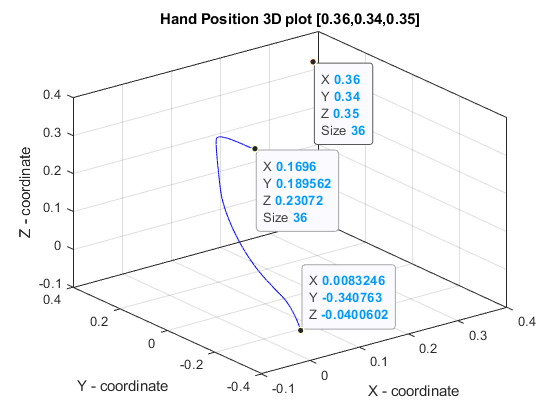 Hand Position 3D plot [0.36,0.34,0.35]
X 0.36
Y 0.34
Z 0.35
Size 36
X 0.1696
Y 0.189562
Z 0.23072
Size 36
X 0.0083246
Y -0.340763
Z -0.0400602
Z - coordinate
0.4
0.3
0.2
0.1
0
-0.1
0.4
0.2
0
-0.2
-0.4
Y - coordinate
-0.1
0
0.1
0.2
0.3
0.4
X - coordinate